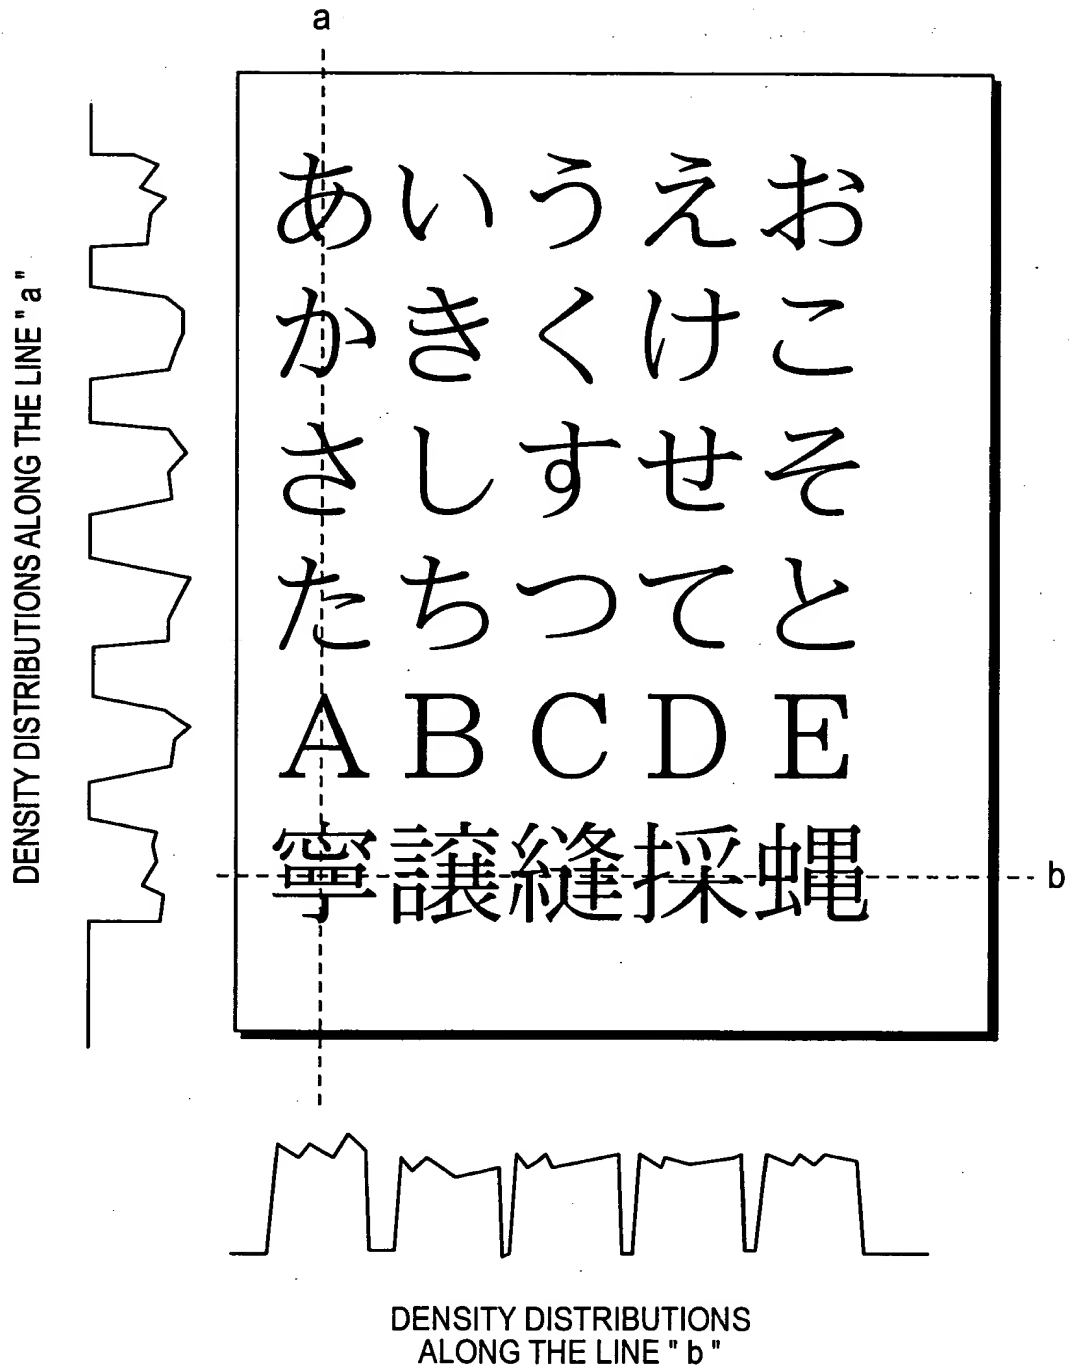 a
DENSITY DISTRIBUTIONS ALONG THE LINE "a"
あいうえお
かきくけこ
さしすせそ
たちつてと
ABCDE
寧譲縫採蝿
b
DENSITY DISTRIBUTIONS
ALONG THE LINE "b"